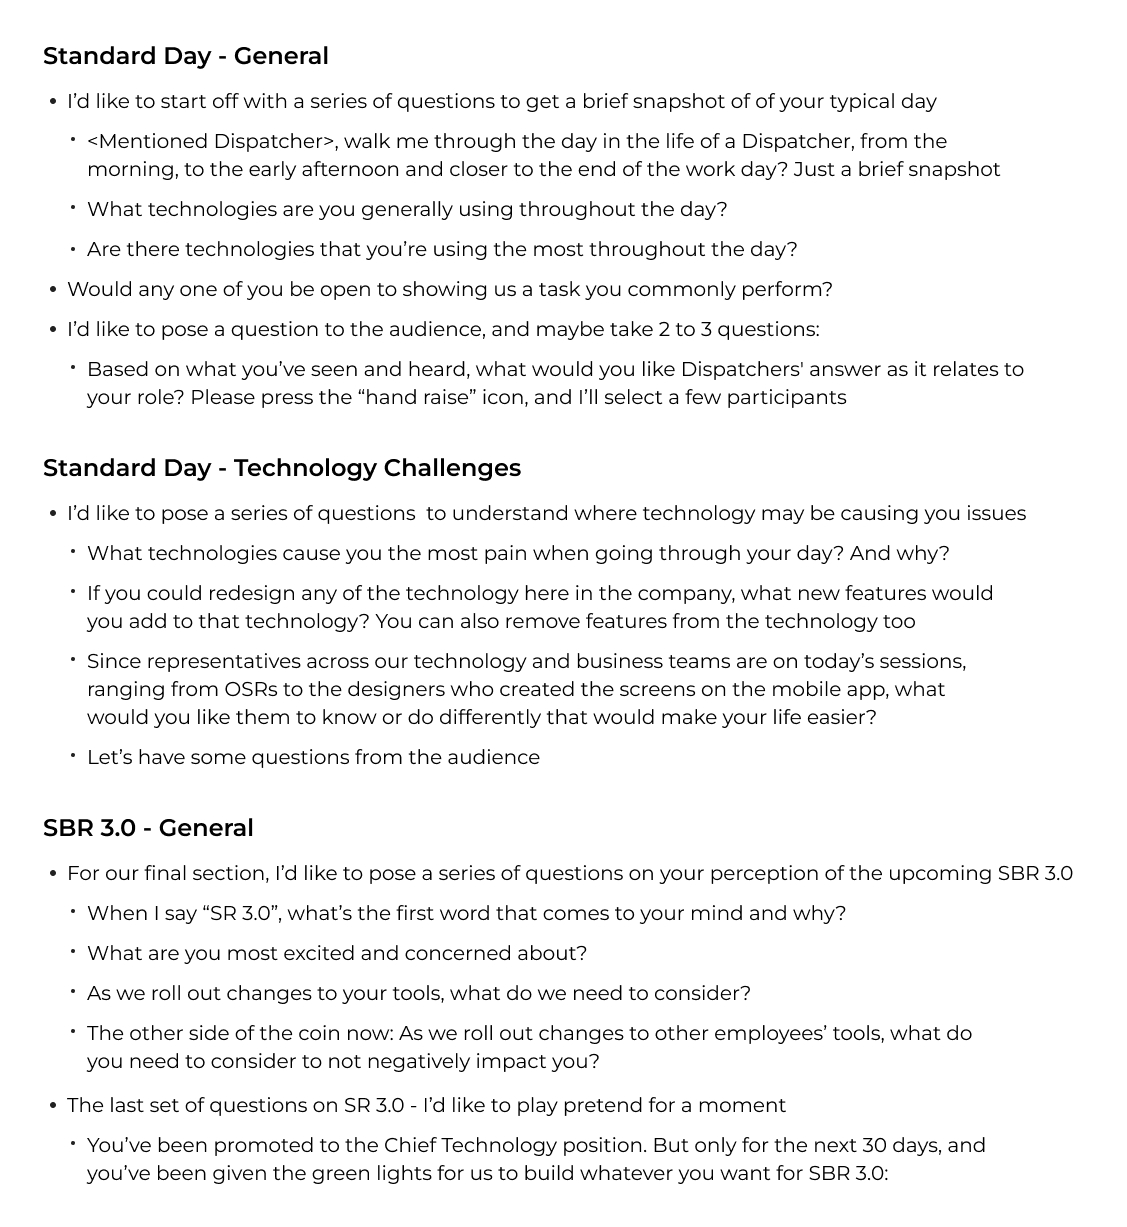 Standard Day - General
• I’d like to start off with a series of questions to get a brief snapshot of of your typical day
• <Mentioned Dispatcher>, walk me through the day in the life of a Dispatcher, from the
morning, to the early afternoon and closer to the end of the work day? Just a brief snapshot
• What technologies are you generally using throughout the day?
• Are there technologies that you’re using the most throughout the day?
• Would any one of you be open to showing us a task you commonly perform?
• I’d like to pose a question to the audience, and maybe take 2 to 3 questions:
• Based on what you’ve seen and heard, what would you like Dispatchers' answer as it relates to
your role? Please press the “hand raise” icon, and I’ll select a few participants
Standard Day - Technology Challenges
• I’d like to pose a series of questions  to understand where technology may be causing you issues
• What technologies cause you the most pain when going through your day? And why?
• If you could redesign any of the technology here in the company, what new features would
you add to that technology? You can also remove features from the technology too
• Since representatives across our technology and business teams are on today’s sessions,
ranging from OSRs to the designers who created the screens on the mobile app, what
would you like them to know or do differently that would make your life easier?
• Let’s have some questions from the audience
SBR 3.0 - General
• For our final section, I’d like to pose a series of questions on your perception of the upcoming SBR 3.0
• When I say “SR 3.0”, what’s the first word that comes to your mind and why?
• What are you most excited and concerned about?
• As we roll out changes to your tools, what do we need to consider?
• The other side of the coin now: As we roll out changes to other employees’ tools, what do
you need to consider to not negatively impact you?
• The last set of questions on SR 3.0 - I’d like to play pretend for a moment
• You’ve been promoted to the Chief Technology position. But only for the next 30 days, and
you’ve been given the green lights for us to build whatever you want for SBR 3.0: